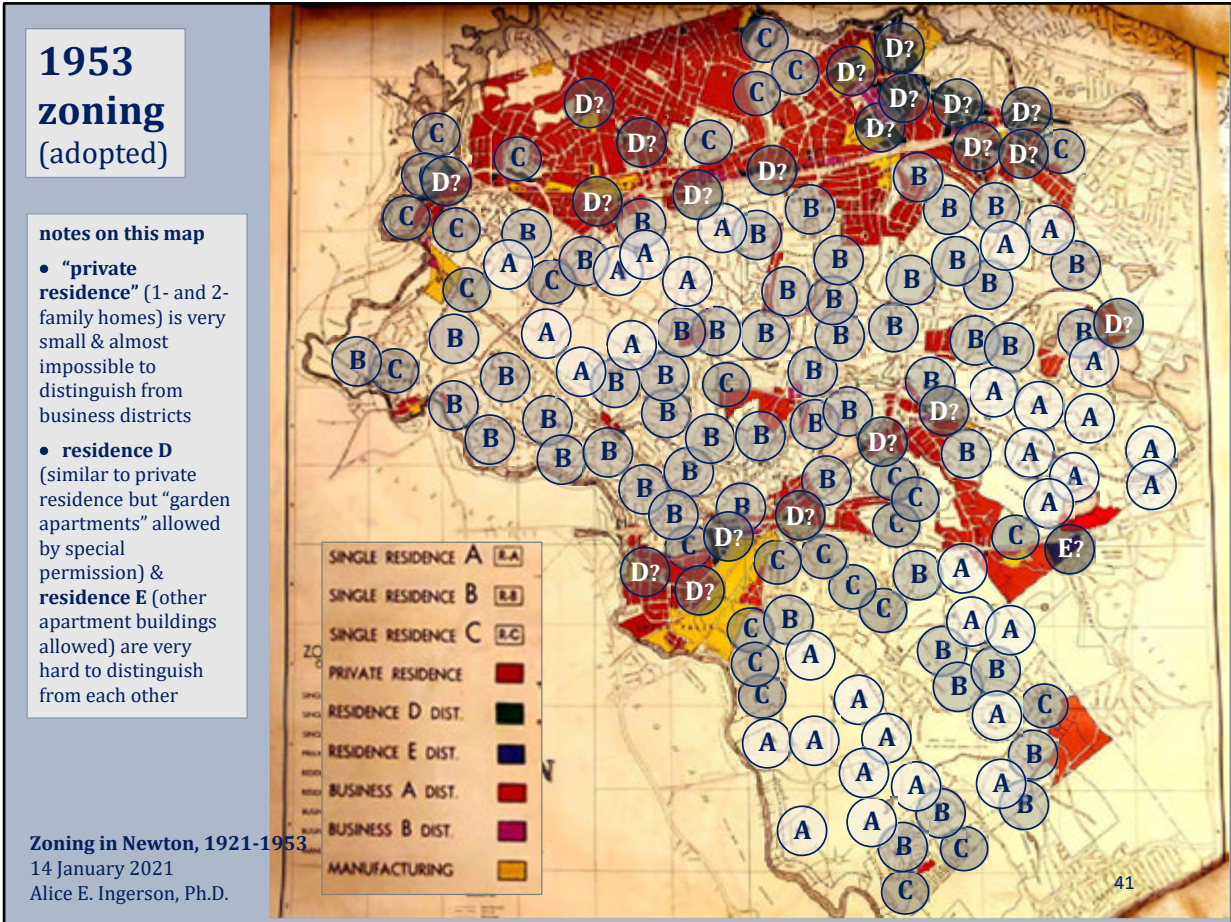 1953
zoning
(adopted)
notes on this map
• “private
residence” (1- and 2-
family homes) is very
small & almost
impossible to
distinguish from
business districts
• residence D
(similar to private
residence but “garden
apartments” allowed
by special
permission) &
residence E (other
apartment buildings
allowed) are very
hard to distinguish
from each other
Zoning in Newton, 1921-1953
14 January 2021
Alice E. Ingerson, Ph.D.
C D?
C D?
D? C D? D? D?
C D? C D?
C D? D? D? C
D? D? D? B
C C B B A B B B B A
A B A A B B A B
C C A B B B B
B A A B B B B B B B B D?
B C B A B B C B B A
B B B B B D? A A A
B B B B B D? B A A
B B B C C A A
B B D? C A
C D? C E?
D? D? C C C B A
C B C A A
C A B B
C A B A C
A A A B
A A A B
A A B
B C
C
SINGLE RESIDENCE A R-A
SINGLE RESIDENCE B R-B
SINGLE RESIDENCE C R-C
PRIVATE RESIDENCE
RESIDENCE D DIST.
RESIDENCE E DIST.
BUSINESS A DIST.
BUSINESS B DIST.
MANUFACTURING
41